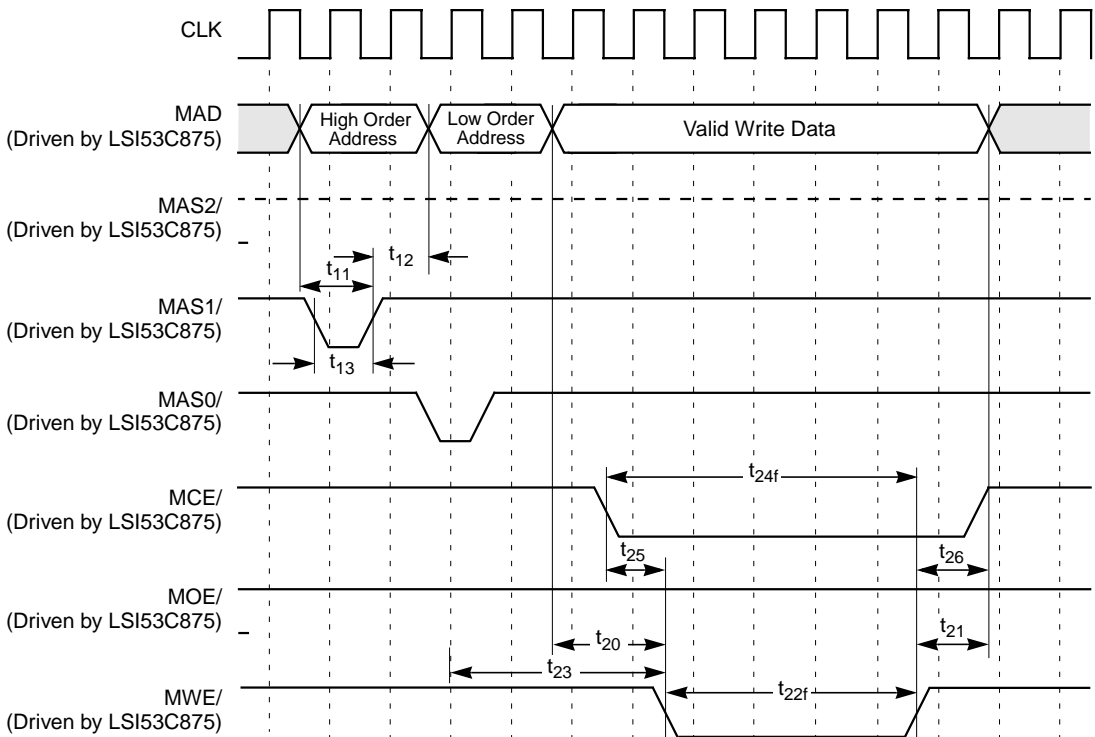 CLK
MAD
(Driven by LSI53C875)
High Order
Address
Low Order
Address
Valid Write Data
MAS2/
(Driven by LSI53C875)
t12
t11
MAS1/
(Driven by LSI53C875)
t13
MAS0/
(Driven by LSI53C875)
t24f
MCE/
(Driven by LSI53C875)
t25
t26
MOE/
(Driven by LSI53C875)
t20
t21
t23
MWE/
(Driven by LSI53C875)
t22f